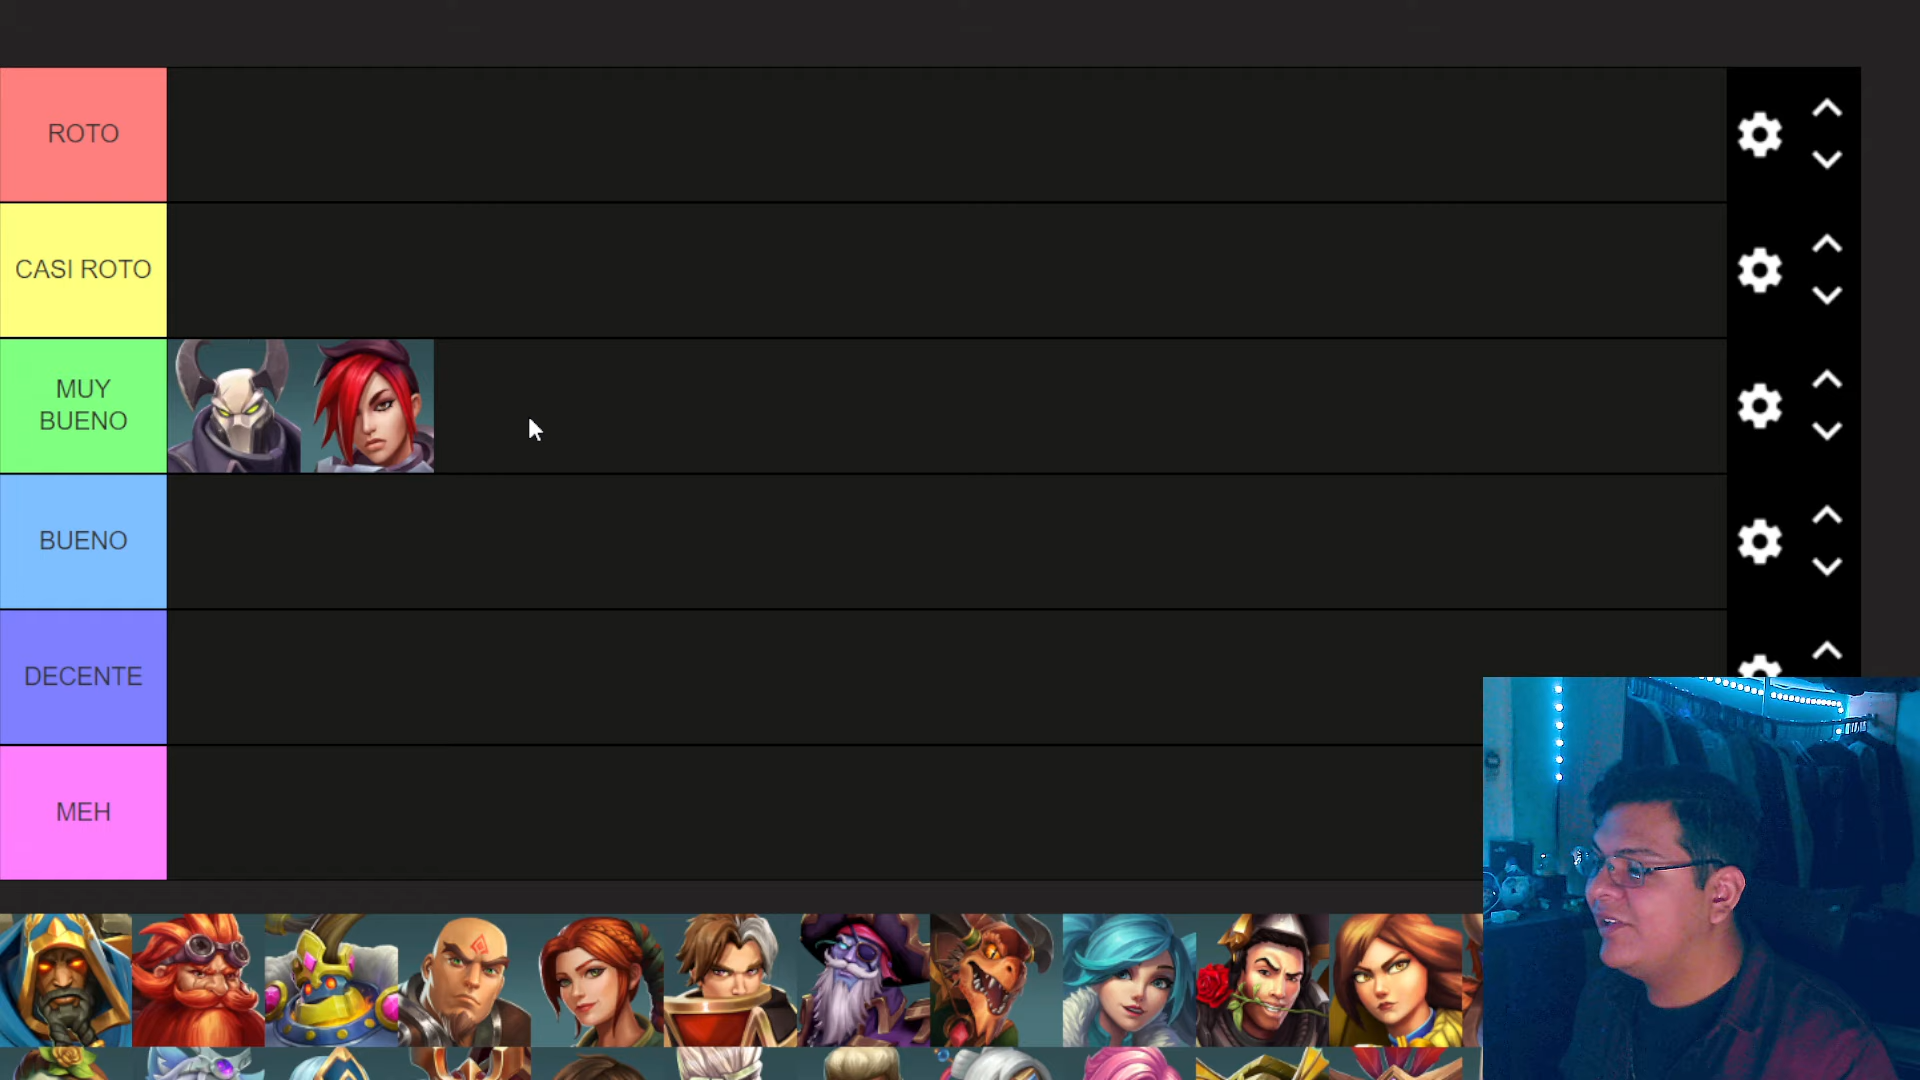 ROTO
CASI ROTO
MUY
BUENO
BUENO
DECENTE
MEH